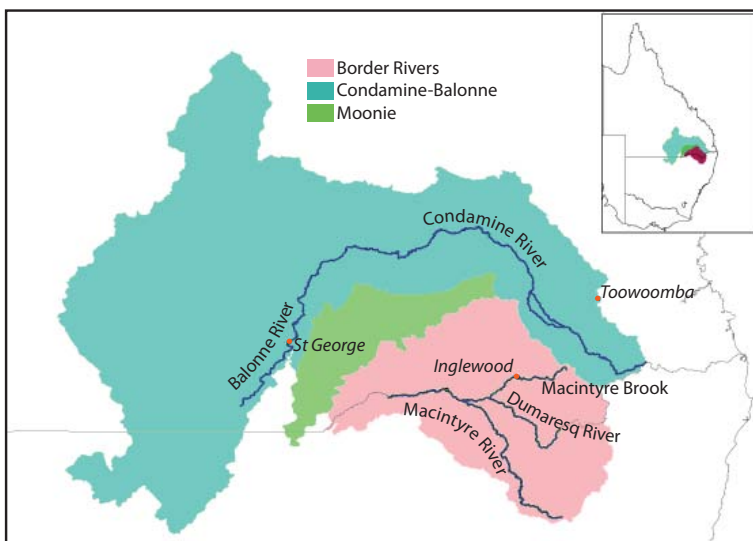 Border Rivers
Condamine-Balonne
Moonie
Condamine River
Toowoomba
Balonne River
St George
Inglewood
Macintyre Brook
Dumaresq River
Macintyre River